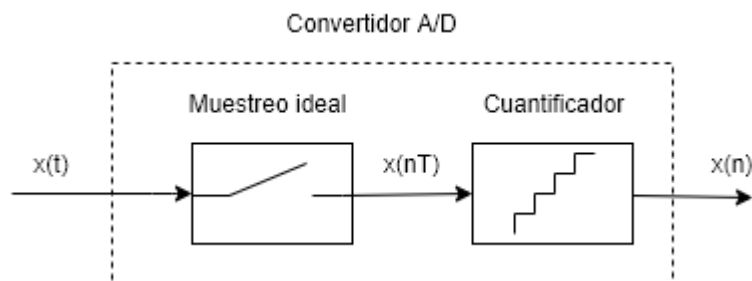 Convertidor A/D
Muestreo ideal
Cuantificador
x(t)
x(nT)
x(n)